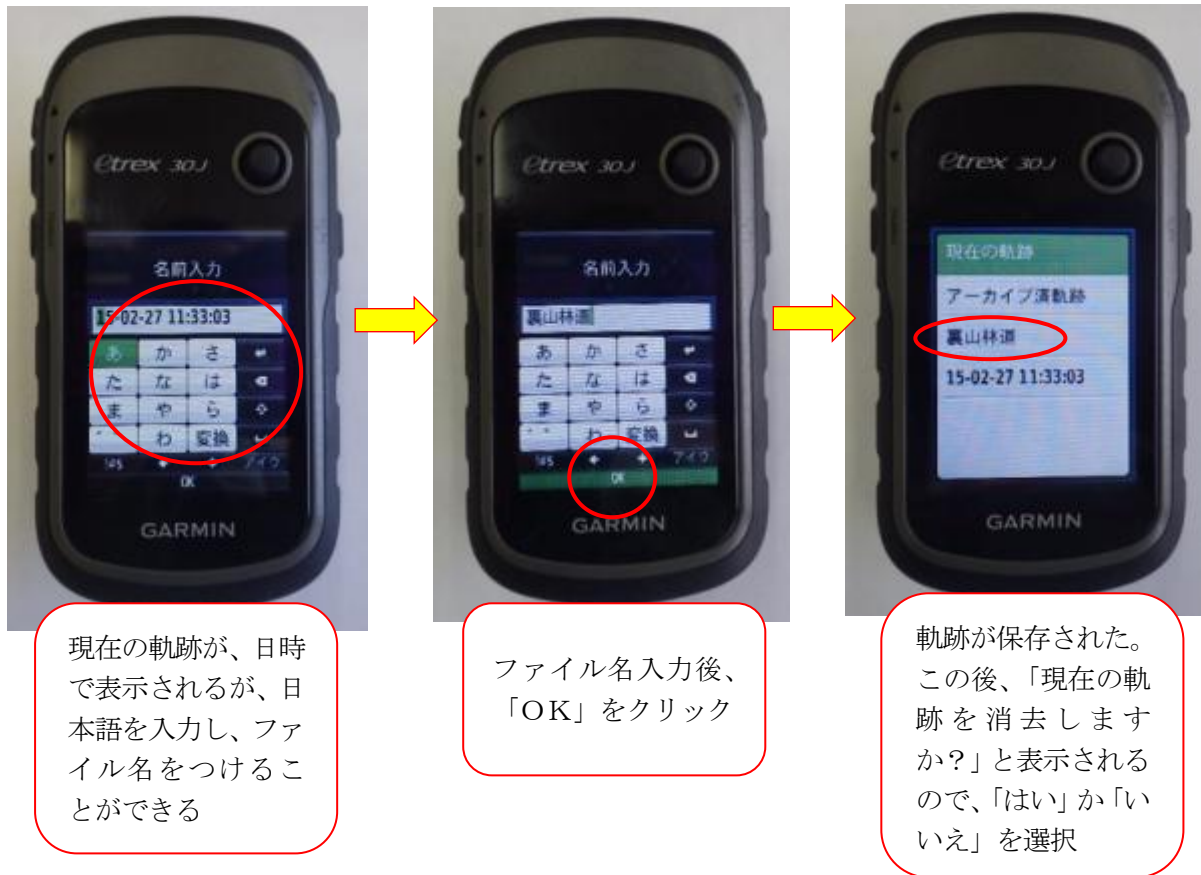 etrex 30J
名前入力
15-02-27 11:33:03
あ か さ
た な は
ま や ら
゛゜ わ 変換
!#$ アイウ
OK
GARMIN
現在の軌跡が、日時
で表示されるが、日
本語を入力し、ファ
イル名をつけるこ
とができる
etrex 30J
名前入力
裏山林道
あ か さ
た な は
ま や ら
゛゜ わ 変換
!#$ アイウ
OK
GARMIN
ファイル名入力後、
「OK」をクリック
etrex 30J
現在の軌跡
アーカイブ済軌跡
裏山林道
15-02-27 11:33:03
GARMIN
軌跡が保存された。
この後、「現在の軌
跡を消去します
か?」と表示される
ので、「はい」か「い
いえ」を選択